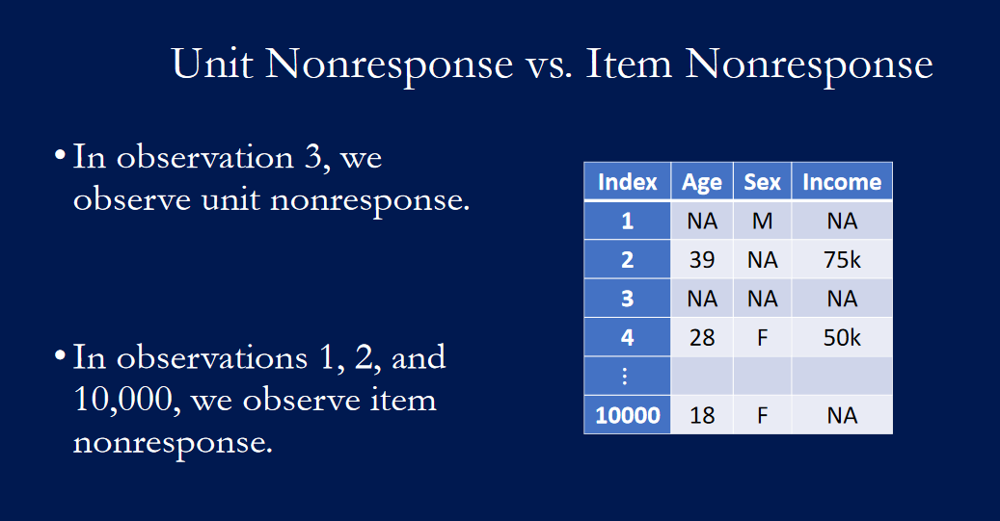 Unit Nonresponse vs. Item Nonresponse
• In observation 3, we
observe unit nonresponse.
• In observations 1, 2, and
10,000, we observe item
nonresponse.
Index Age Sex Income
1 NA M NA
2 39 NA 75k
3 NA NA NA
4 28 F 50k
⋮
10000 18 F NA